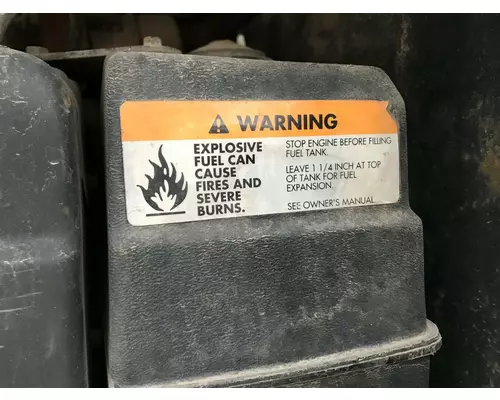 WARNING
EXPLOSIVE
FUEL CAN
CAUSE
FIRES AND
SEVERE
BURNS.
STOP ENGINE BEFORE FILLING
FUEL TANK.
LEAVE 1 1/4 INCH AT TOP
OF TANK FOR FUEL
EXPANSION.
SEE OWNER'S MANUAL